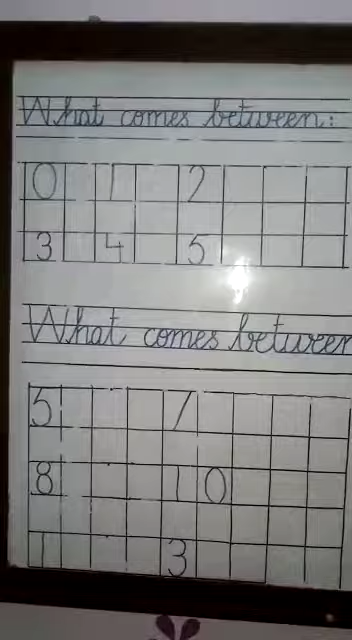 What comes between:
0 1 2
3 4 5
What comes between
5 7
8 10
1 3